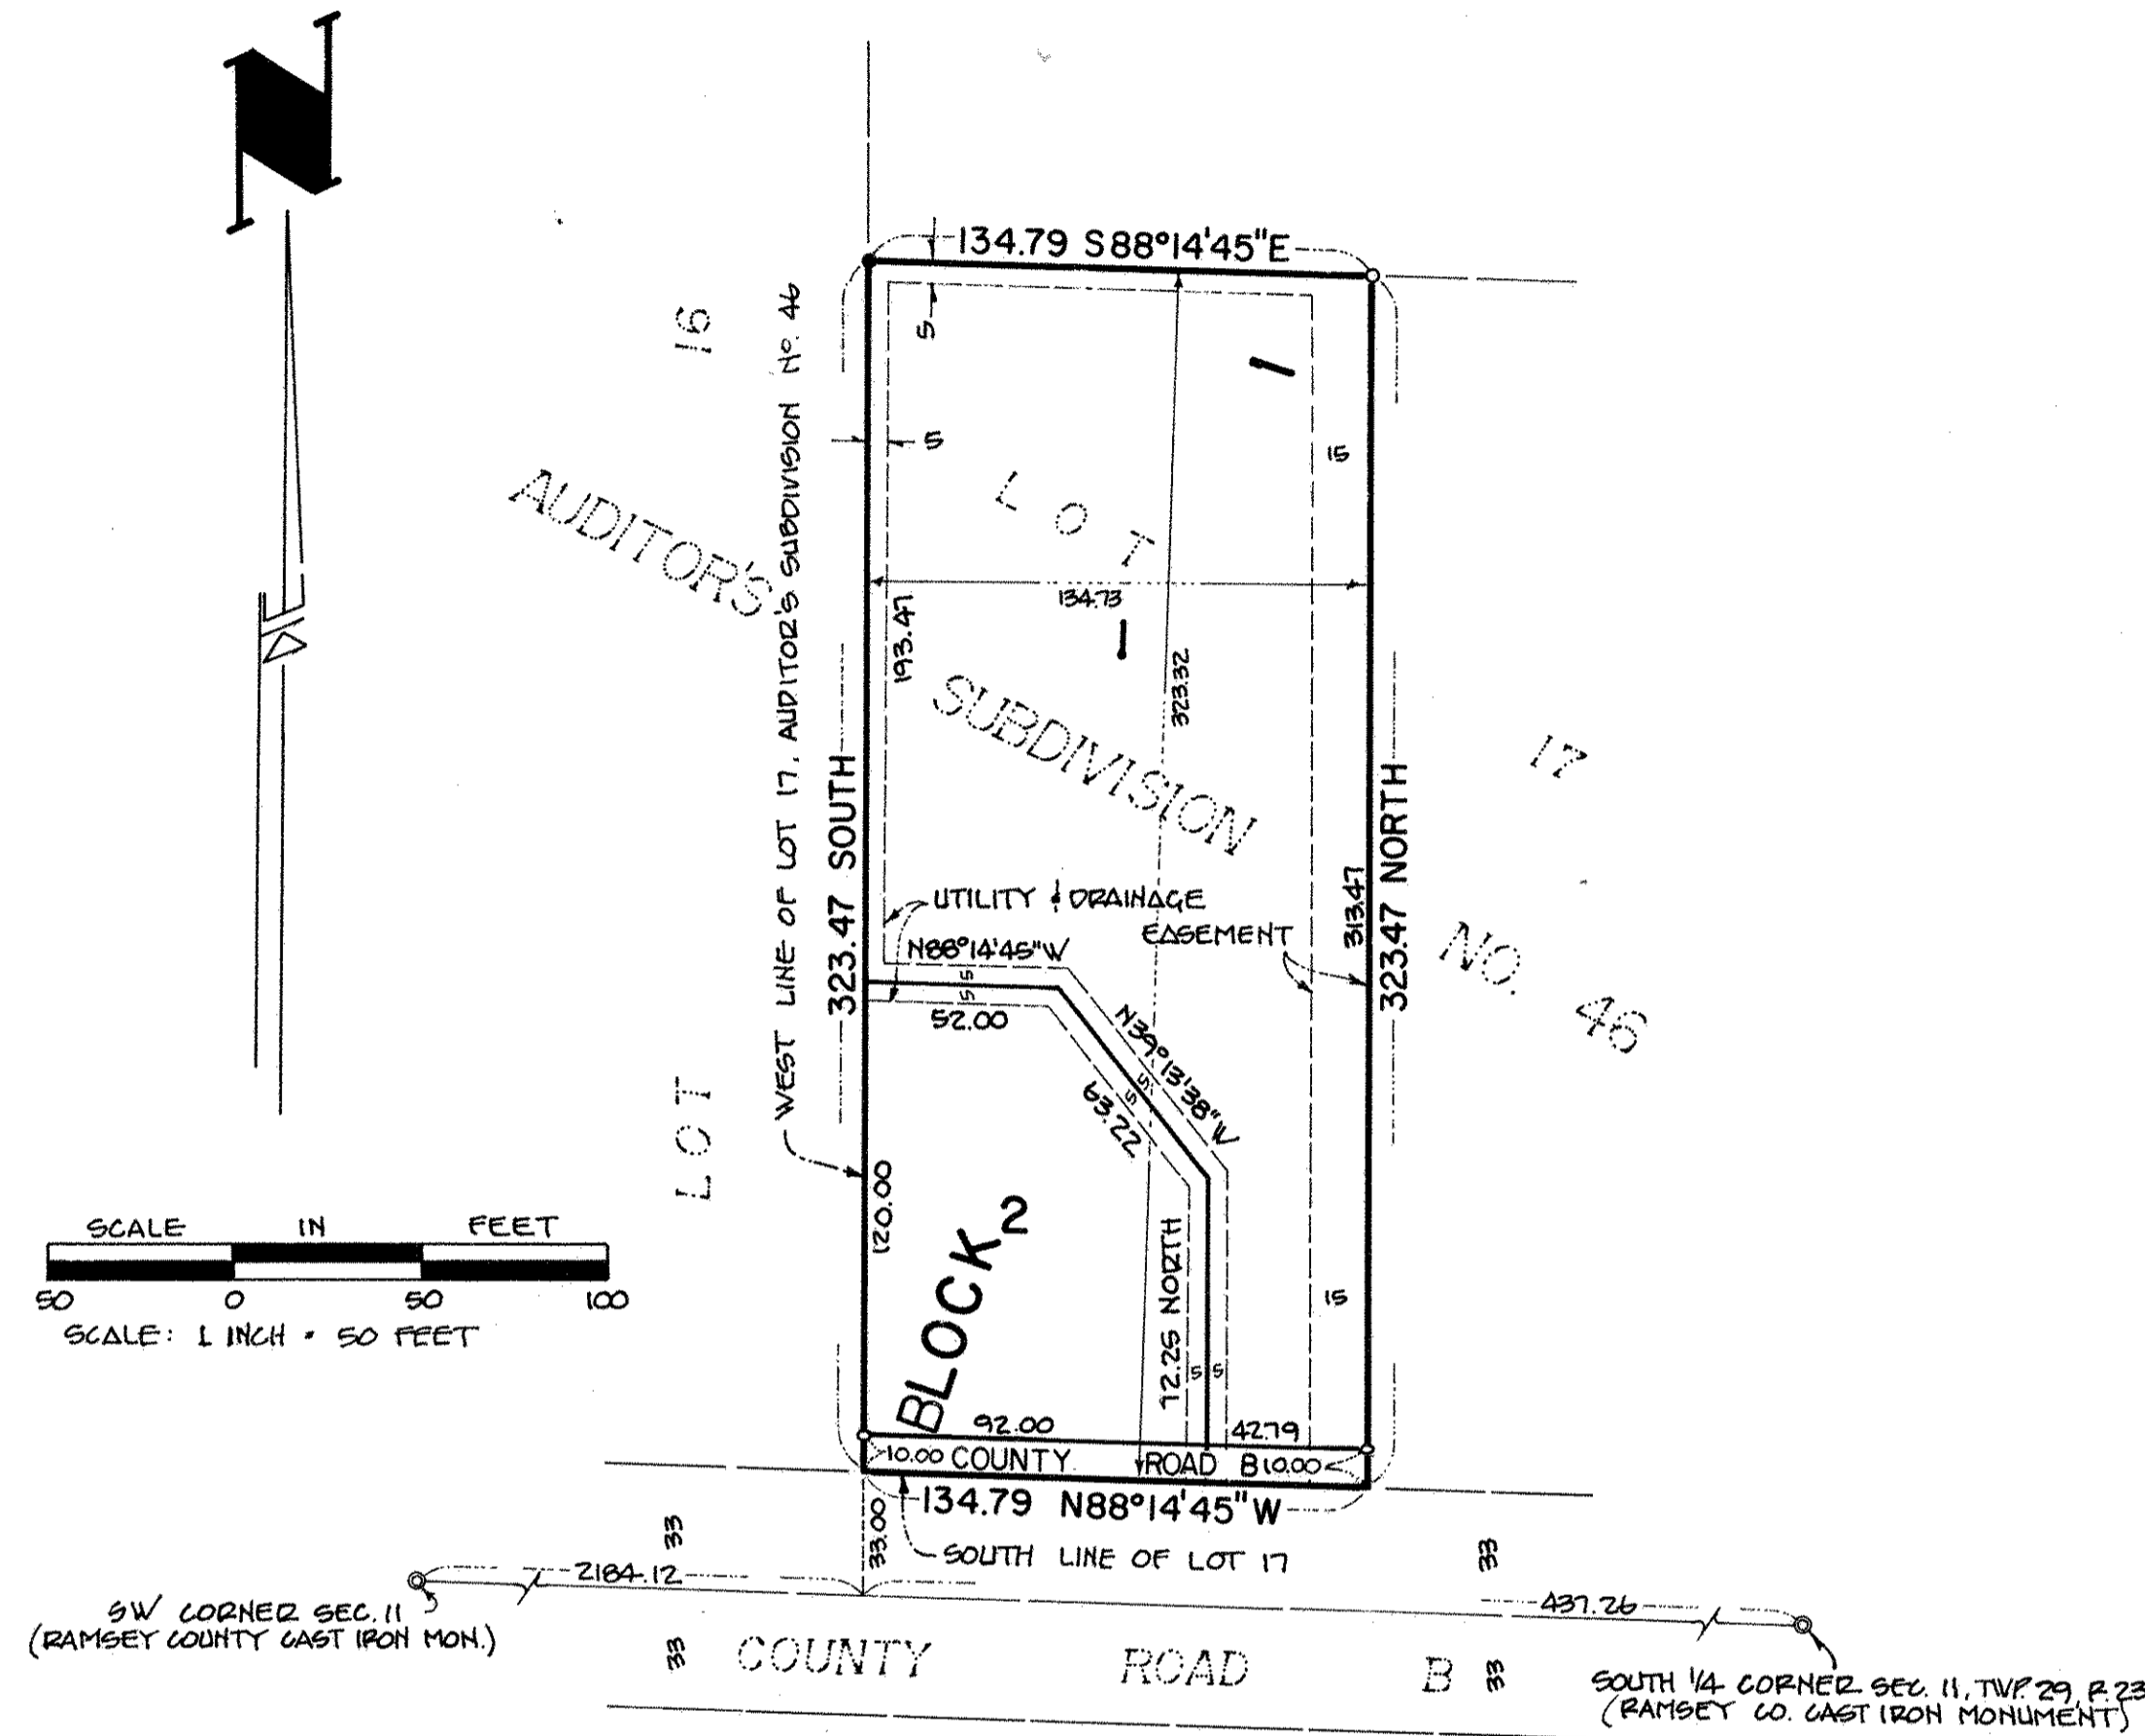 N
134.79 S88°14'45"E
5
16
WEST LINE OF LOT 17, AUDITOR'S SUBDIVISION No. 46
5
15
AUDITOR'S
LOT
1
134.73
193.47
1
323.32
SUBDIVISION
17
323.47 SOUTH
323.47 NORTH
313.47
UTILITY & DRAINAGE
EASEMENT
N88°14'45"W
5
5
52.00
NO. 46
N39°13'38"W
5
5
63.22
LOT
120.00
BLOCK 2
72.25 NORTH
15
5 5
SCALE IN FEET
50 0 50 100
SCALE: 1 INCH = 50 FEET
92.00
42.79
10.00 COUNTY ROAD B 10.00
134.79 N88°14'45"W
33.00
33
33
SOUTH LINE OF LOT 17
2184.12
437.26
SW CORNER SEC. 11
(RAMSEY COUNTY CAST IRON MON.)
33
COUNTY ROAD B
33
SOUTH 1/4 CORNER SEC. 11, TWP. 29, R. 23
(RAMSEY CO. CAST IRON MONUMENT)